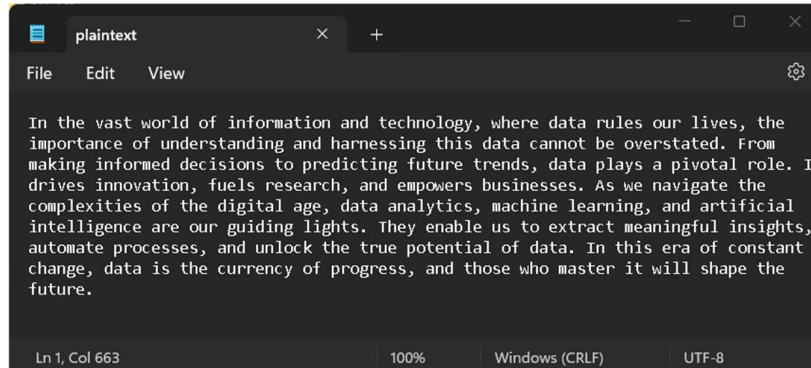 plaintext
File Edit View
In the vast world of information and technology, where data rules our lives, the
importance of understanding and harnessing this data cannot be overstated. From
making informed decisions to predicting future trends, data plays a pivotal role. I
drives innovation, fuels research, and empowers businesses. As we navigate the
complexities of the digital age, data analytics, machine learning, and artificial
intelligence are our guiding lights. They enable us to extract meaningful insights,
automate processes, and unlock the true potential of data. In this era of constant
change, data is the currency of progress, and those who master it will shape the
future.
Ln 1, Col 663 100% Windows (CRLF) UTF-8